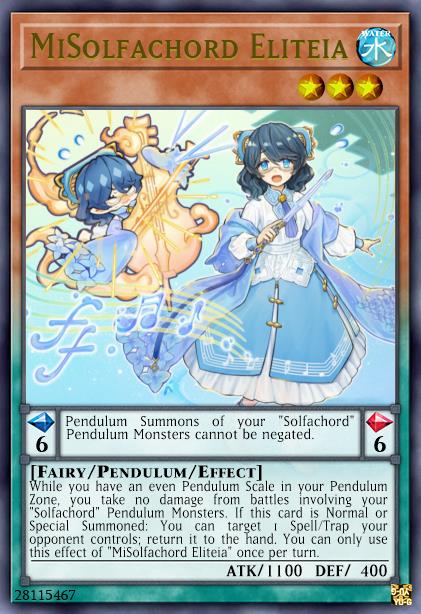 MiSolfachord Eliteia
WATER
水
ff
6
Pendulum Summons of your "Solfachord"
Pendulum Monsters cannot be negated.
6
[Fairy/Pendulum/Effect]
While you have an even Pendulum Scale in your Pendulum
Zone, you take no damage from battles involving your
"Solfachord" Pendulum Monsters. If this card is Normal or
Special Summoned: You can target 1 Spell/Trap your
opponent controls; return it to the hand. You can only use
this effect of "MiSolfachord Eliteia" once per turn.
ATK/1100 DEF/ 400
28115467